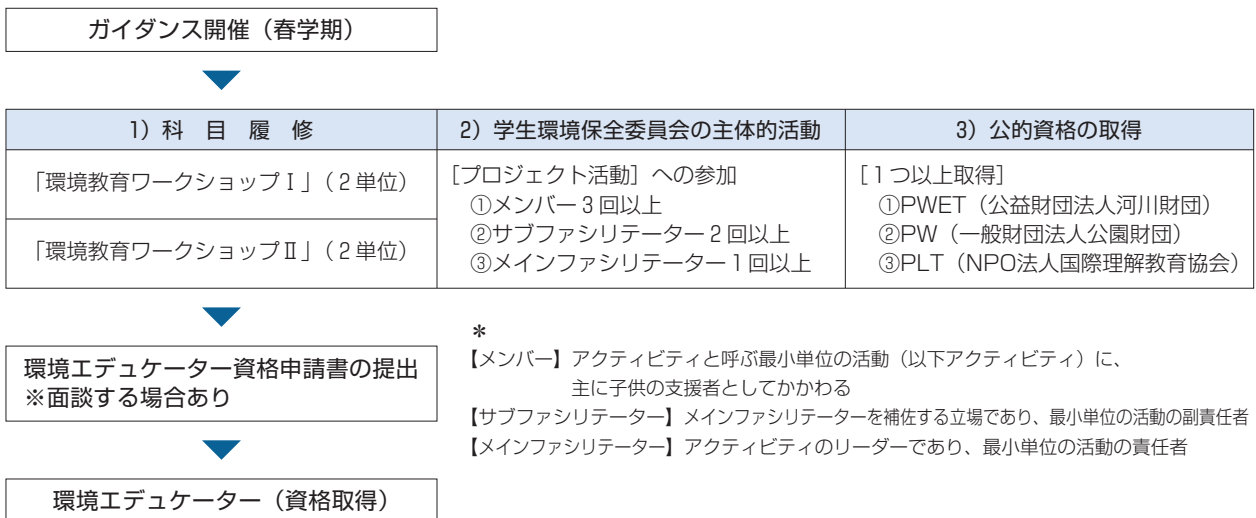 ガイダンス開催（春学期）
1）科　目　履　修
2）学生環境保全委員会の主体的活動
3）公的資格の取得
「環境教育ワークショップⅠ」（2単位）
「環境教育ワークショップⅡ」（2単位）
［プロジェクト活動］への参加
①メンバー3回以上
②サブファシリテーター2回以上
③メインファシリテーター1回以上
［1つ以上取得］
①PWET（公益財団法人河川財団）
②PW（一般財団法人公園財団）
③PLT（NPO法人国際理解教育協会）
環境エデュケーター資格申請書の提出
※面談する場合あり
＊
【メンバー】アクティビティと呼ぶ最小単位の活動（以下アクティビティ）に、
主に子供の支援者としてかかわる
【サブファシリテーター】メインファシリテーターを補佐する立場であり、最小単位の活動の副責任者
【メインファシリテーター】アクティビティのリーダーであり、最小単位の活動の責任者
環境エデュケーター（資格取得）